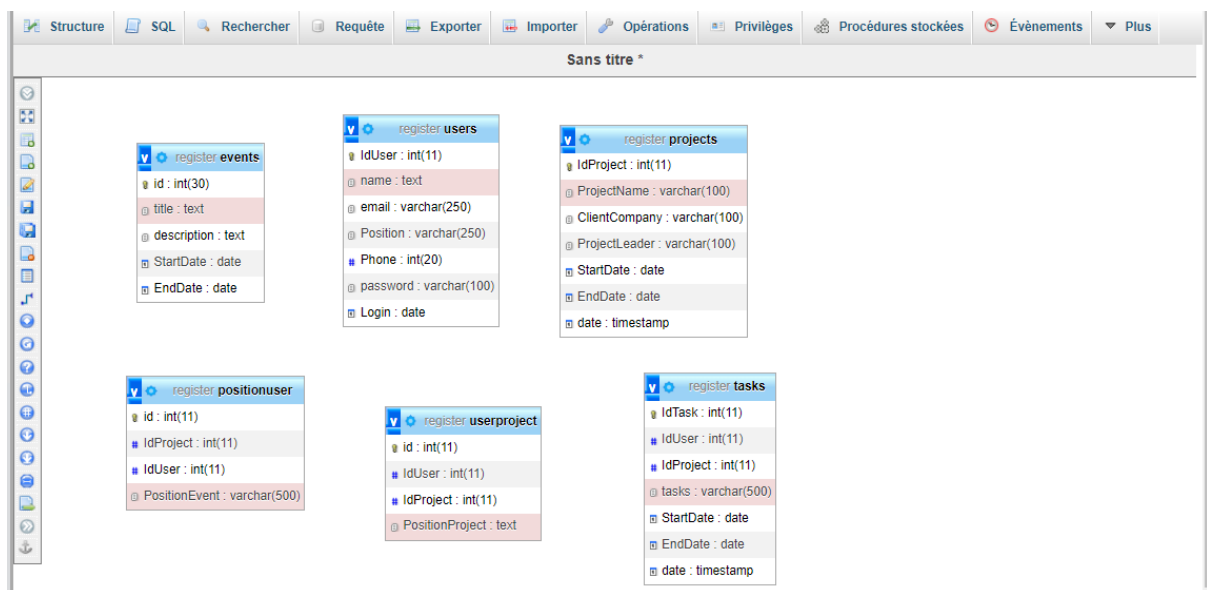 Structure SQL Rechercher Requête Exporter Importer Opérations Privilèges Procédures stockées Évènements Plus
Sans titre *
register events
id : int(30)
title : text
description : text
StartDate : date
EndDate : date
register users
IdUser : int(11)
name : text
email : varchar(250)
Position : varchar(250)
Phone : int(20)
password : varchar(100)
Login : date
register projects
IdProject : int(11)
ProjectName : varchar(100)
ClientCompany : varchar(100)
ProjectLeader : varchar(100)
StartDate : date
EndDate : date
date : timestamp
register positionuser
id : int(11)
IdProject : int(11)
IdUser : int(11)
PositionEvent : varchar(500)
register userproject
id : int(11)
IdUser : int(11)
IdProject : int(11)
PositionProject : text
register tasks
IdTask : int(11)
IdUser : int(11)
IdProject : int(11)
tasks : varchar(500)
StartDate : date
EndDate : date
date : timestamp